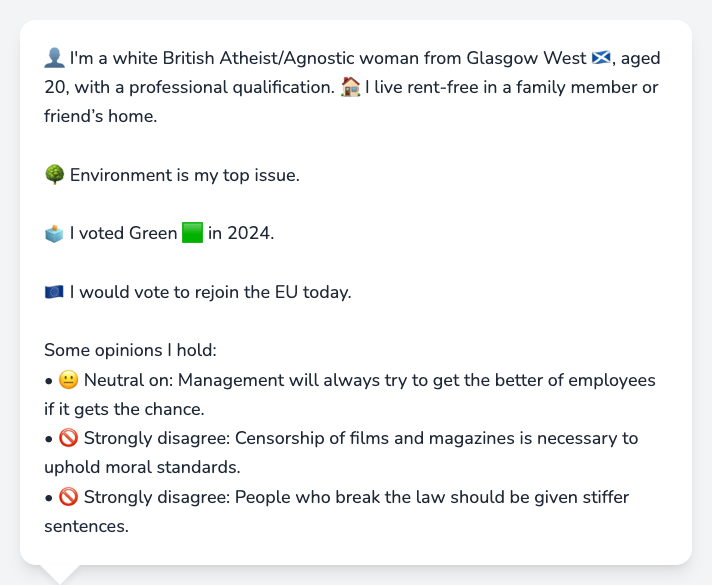 👤 I'm a white British Atheist/Agnostic woman from Glasgow West 🏴󠁧󠁢󠁳󠁣󠁴󠁿, aged
20, with a professional qualification. 🏠 I live rent-free in a family member or
friend’s home.
🌳 Environment is my top issue.
🗳️ I voted Green 🟩 in 2024.
🇪🇺 I would vote to rejoin the EU today.
Some opinions I hold:
• 😐 Neutral on: Management will always try to get the better of employees
if it gets the chance.
• 🚫 Strongly disagree: Censorship of films and magazines is necessary to
uphold moral standards.
• 🚫 Strongly disagree: People who break the law should be given stiffer
sentences.